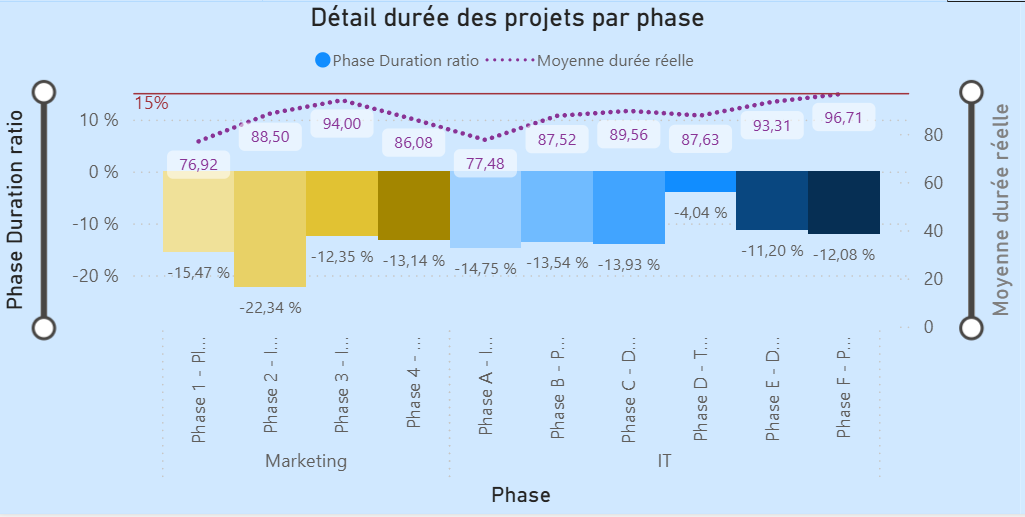 Détail durée des projets par phase
Phase Duration ratio Moyenne durée réelle
Phase Duration ratio
15%
10 %
0 %
-10 %
-20 %
76,92
88,50
94,00
86,08
77,48
87,52
89,56
87,63
93,31
96,71
-15,47 %
-22,34 %
-12,35 %
-13,14 %
-14,75 %
-13,54 %
-13,93 %
-4,04 %
-11,20 %
-12,08 %
80
60
40
20
0
Moyenne durée réelle
Phase 1 - Pl...
Phase 2 - I...
Phase 3 - I...
Phase 4 - ...
Phase A - I...
Phase B - P...
Phase C - D...
Phase D - T...
Phase E - D...
Phase F - P...
Marketing
IT
Phase